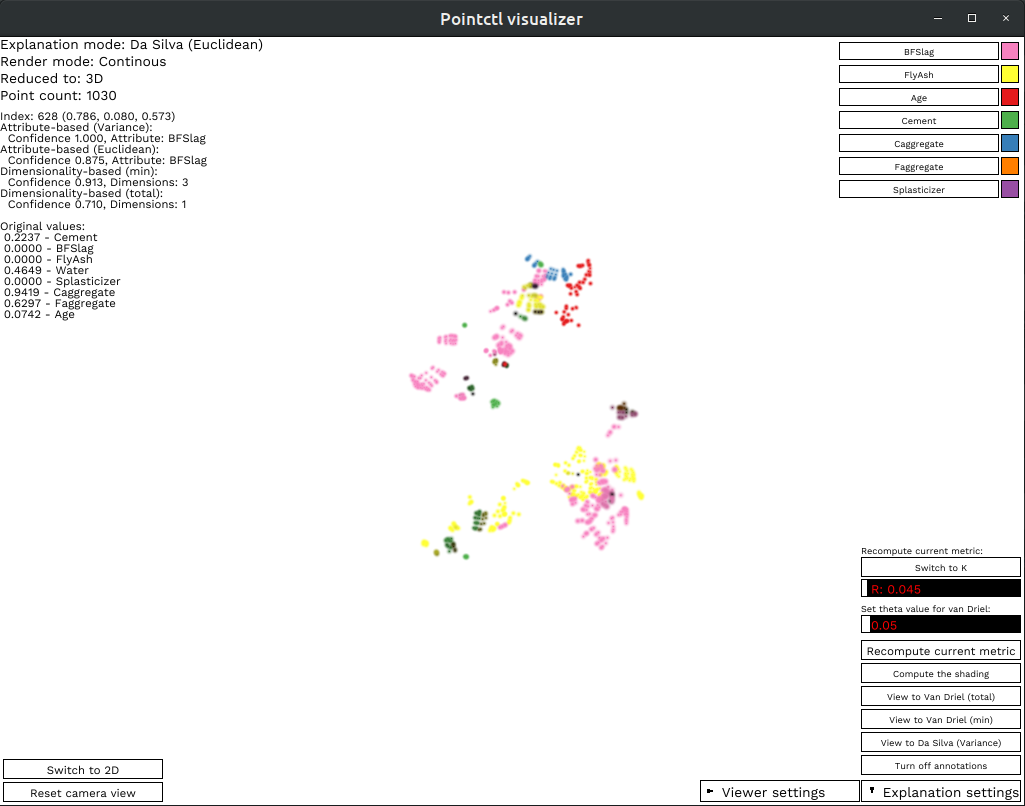 Pointctl visualizer
Explanation mode: Da Silva (Euclidean)
Render mode: Continous
Reduced to: 3D
Point count: 1030
Index: 628 (0.786, 0.080, 0.573)
Attribute-based (Variance):
Confidence 1.000, Attribute: BFSlag
Attribute-based (Euclidean):
Confidence 0.875, Attribute: BFSlag
Dimensionality-based (min):
Confidence 0.913, Dimensions: 3
Dimensionality-based (total):
Confidence 0.710, Dimensions: 1
Original values:
0.2237 - Cement
0.0000 - BFSlag
0.0000 - FlyAsh
0.4649 - Water
0.0000 - Splasticizer
0.9419 - Caggregate
0.6297 - Faggregate
0.0742 - Age
BFSlag
FlyAsh
Age
Cement
Caggregate
Faggregate
Splasticizer
Recompute current metric:
Switch to K
R: 0.045
Set theta value for van Driel:
0.05
Recompute current metric
Compute the shading
View to Van Driel (total)
View to Van Driel (min)
View to Da Silva (Variance)
Turn off annotations
Switch to 2D
Reset camera view
Viewer settings
Explanation settings